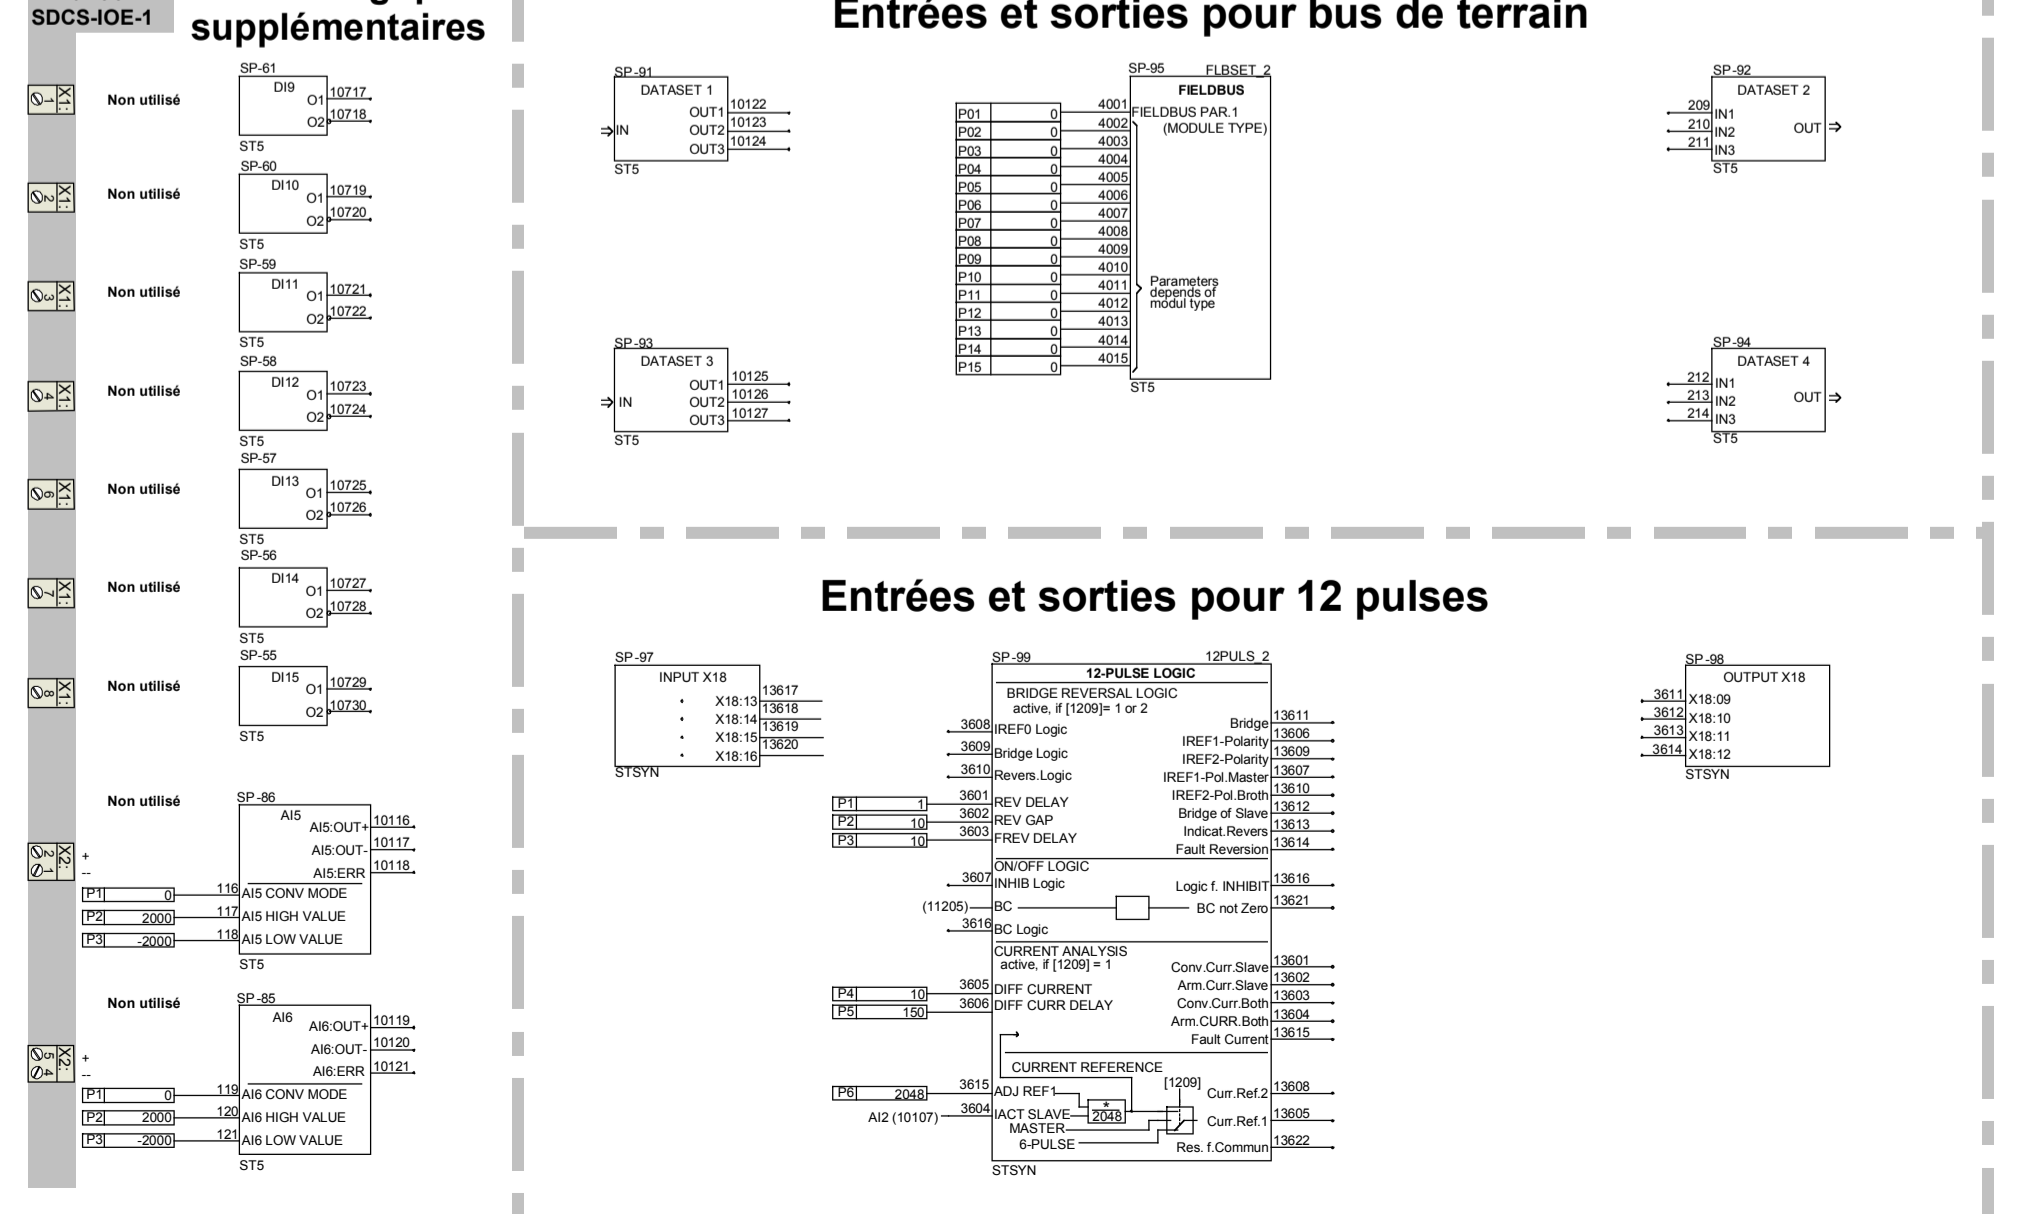 SDCS-IOE-1
supplémentaires
X1: 1
Non utilisé
SP-61
DI9
O1 10717
O2 10718
ST5
X1: 2
Non utilisé
SP-60
DI10
O1 10719
O2 10720
ST5
X1: 3
Non utilisé
SP-59
DI11
O1 10721
O2 10722
ST5
X1: 4
Non utilisé
SP-58
DI12
O1 10723
O2 10724
ST5
X1: 6
Non utilisé
SP-57
DI13
O1 10725
O2 10726
ST5
X1: 7
Non utilisé
SP-56
DI14
O1 10727
O2 10728
ST5
X1: 8
Non utilisé
SP-55
DI15
O1 10729
O2 10730
ST5
Non utilisé
SP-86
AI5
AI5:OUT+ 10116
AI5:OUT- 10117
AI5:ERR 10118
X2: 2 1
+
--
P1 0 116 AI5 CONV MODE
P2 2000 117 AI5 HIGH VALUE
P3 -2000 118 AI5 LOW VALUE
ST5
Non utilisé
SP-85
AI6
AI6:OUT+ 10119
AI6:OUT- 10120
AI6:ERR 10121
X2: 5 4
+
--
P1 0 119 AI6 CONV MODE
P2 2000 120 AI6 HIGH VALUE
P3 -2000 121 AI6 LOW VALUE
ST5
Entrées et sorties pour bus de terrain
SP-91
DATASET 1
IN
OUT1 10122
OUT2 10123
OUT3 10124
ST5
SP-93
DATASET 3
IN
OUT1 10125
OUT2 10126
OUT3 10127
ST5
SP-95 FLBSET_2
FIELDBUS
P01 0 4001 FIELDBUS PAR.1
(MODULE TYPE)
P02 0 4002
P03 0 4003
P04 0 4004
P05 0 4005
P06 0 4006
P07 0 4007
P08 0 4008
P09 0 4009
P10 0 4010
P11 0 4011
P12 0 4012
P13 0 4013
P14 0 4014
P15 0 4015
Parameters
depends of
modul type
ST5
SP-92
DATASET 2
209 IN1
210 IN2
211 IN3
OUT
ST5
SP-94
DATASET 4
212 IN1
213 IN2
214 IN3
OUT
ST5
Entrées et sorties pour 12 pulses
SP-97
INPUT X18
X18:13 13617
X18:14 13618
X18:15 13619
X18:16 13620
STSYN
SP-99 12PULS_2
12-PULSE LOGIC
BRIDGE REVERSAL LOGIC
active, if [1209]= 1 or 2
3608 IREF0 Logic
3609 Bridge Logic
3610 Revers.Logic
P1 1 3601 REV DELAY
P2 10 3602 REV GAP
P3 10 3603 FREV DELAY
Bridge 13611
IREF1-Polarity 13606
IREF2-Polarity 13609
IREF1-Pol.Master 13607
IREF2-Pol.Broth 13610
Bridge of Slave 13612
Indicat.Revers 13613
Fault Reversion 13614
ON/OFF LOGIC
3607 INHIB Logic
(11205) BC
3616 BC Logic
Logic f. INHIBIT 13616
BC not Zero 13621
CURRENT ANALYSIS
active, if [1209] = 1
P4 10 3605 DIFF CURRENT
P5 150 3606 DIFF CURR DELAY
Conv.Curr.Slave 13601
Arm.Curr.Slave 13602
Conv.Curr.Both 13603
Arm.CURR.Both 13604
Fault Current 13615
CURRENT REFERENCE
[1209]
P6 2048 3615 ADJ REF1
AI2 (10107) 3604 IACT SLAVE
MASTER
6-PULSE
*
2048
Curr.Ref.2 13608
Curr.Ref.1 13605
Res. f.Commun 13622
STSYN
SP-98
OUTPUT X18
3611 X18:09
3612 X18:10
3613 X18:11
3614 X18:12
STSYN